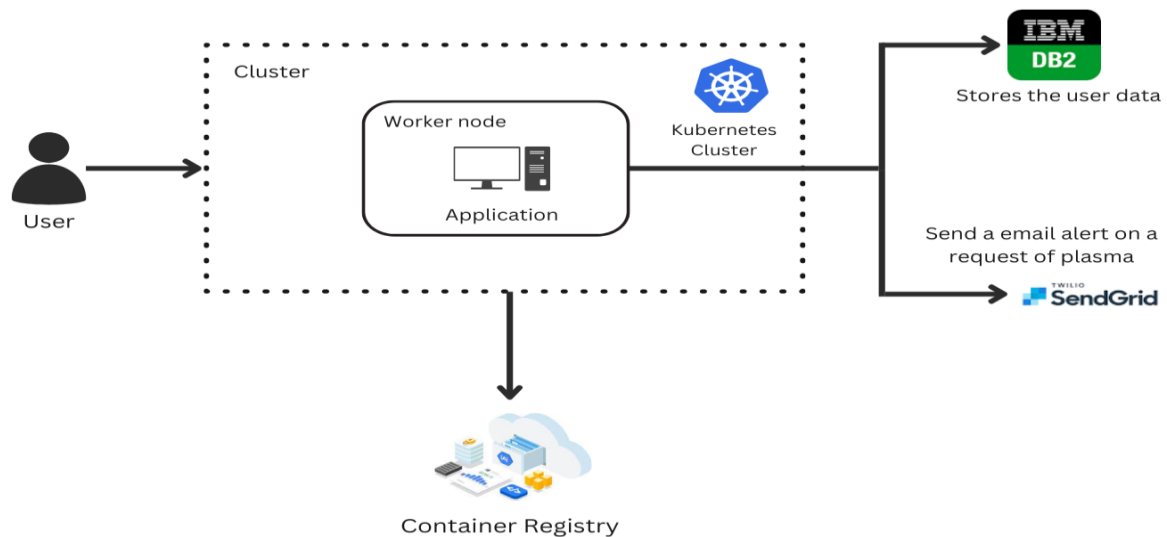 Cluster
Worker node
Application
Kubernetes
Cluster
User
IBM
DB2
Stores the user data
Send a email alert on a
request of plasma
TWILIO
SendGrid
Container Registry